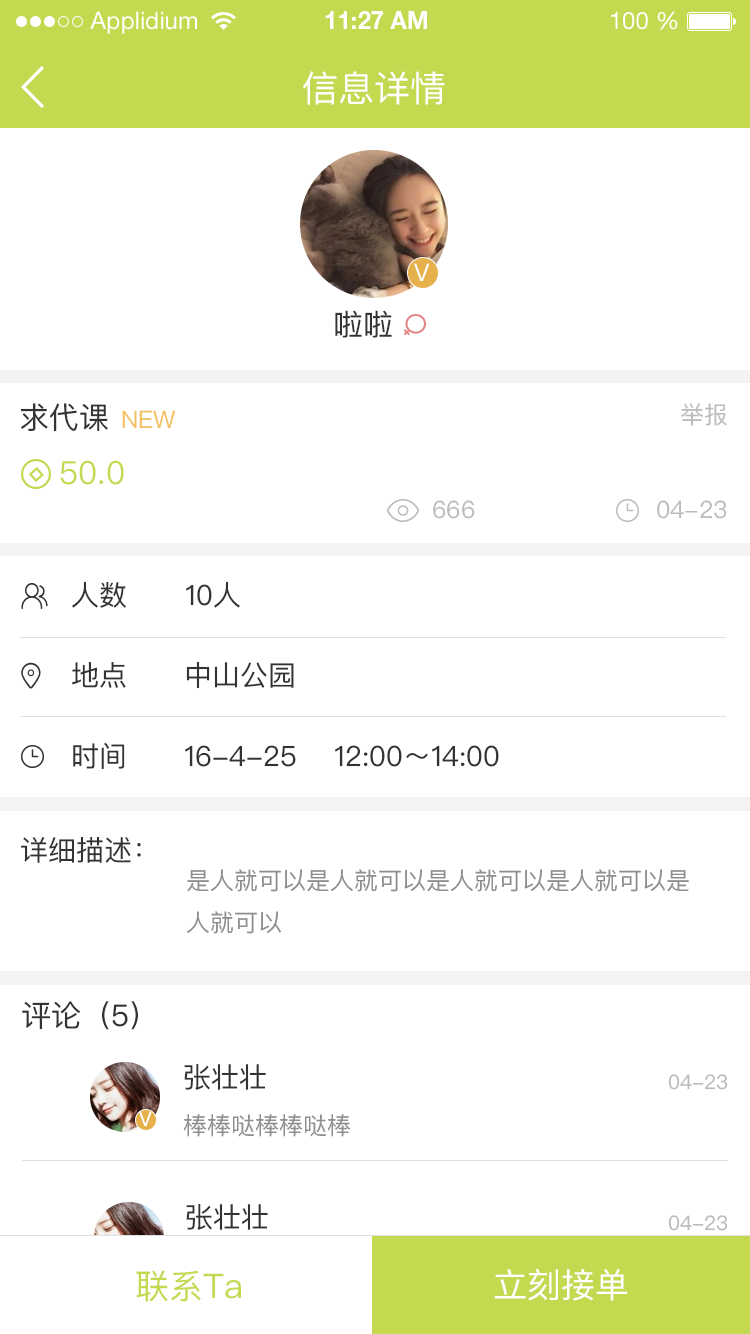 Applidium 11:27 AM 100 %
信息详情
V
啦啦
求代课 NEW 举报
50.0
666 04-23
人数 10人
地点 中山公园
时间 16-4-25 12:00～14:00
详细描述：
是人就可以是人就可以是人就可以是人就可以是
人就可以
评论（5）
张壮壮 04-23
V
棒棒哒棒棒哒棒
张壮壮 04-23
联系Ta 立刻接单